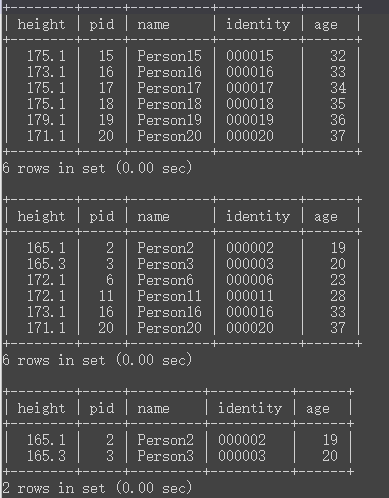 +--------+-----+----------+----------+------+
| height | pid | name     | identity | age  |
+--------+-----+----------+----------+------+
|  175.1 |  15 | Person15 | 000015   |   32 |
|  173.1 |  16 | Person16 | 000016   |   33 |
|  175.1 |  17 | Person17 | 000017   |   34 |
|  175.1 |  18 | Person18 | 000018   |   35 |
|  179.1 |  19 | Person19 | 000019   |   36 |
|  171.1 |  20 | Person20 | 000020   |   37 |
+--------+-----+----------+----------+------+
6 rows in set (0.00 sec)
+--------+-----+----------+----------+------+
| height | pid | name     | identity | age  |
+--------+-----+----------+----------+------+
|  165.1 |   2 | Person2  | 000002   |   19 |
|  165.3 |   3 | Person3  | 000003   |   20 |
|  172.1 |   6 | Person6  | 000006   |   23 |
|  172.1 |  11 | Person11 | 000011   |   28 |
|  173.1 |  16 | Person16 | 000016   |   33 |
|  171.1 |  20 | Person20 | 000020   |   37 |
+--------+-----+----------+----------+------+
6 rows in set (0.00 sec)
+--------+-----+---------+----------+------+
| height | pid | name    | identity | age  |
+--------+-----+---------+----------+------+
|  165.1 |   2 | Person2 | 000002   |   19 |
|  165.3 |   3 | Person3 | 000003   |   20 |
+--------+-----+---------+----------+------+
2 rows in set (0.00 sec)